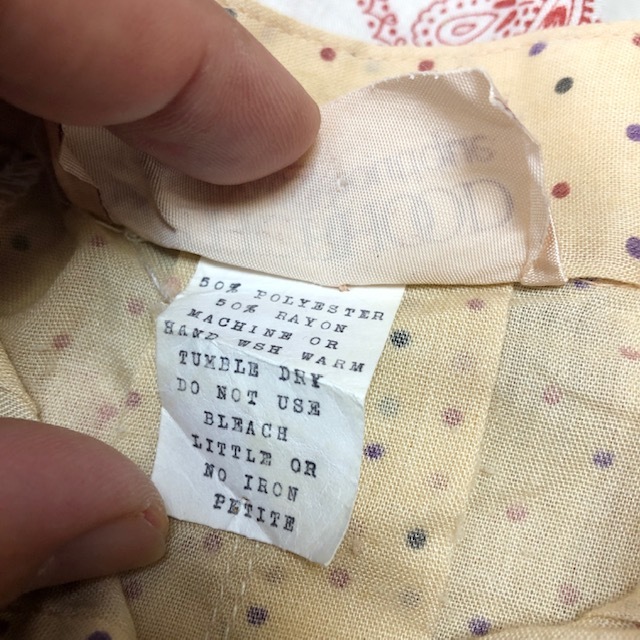 50% POLYESTER
50% RAYON
MACHINE OR
HAND WSH WARM
TUMBLE DRY
DO NOT USE
BLEACH
LITTLE OR
NO IRON
PETITE